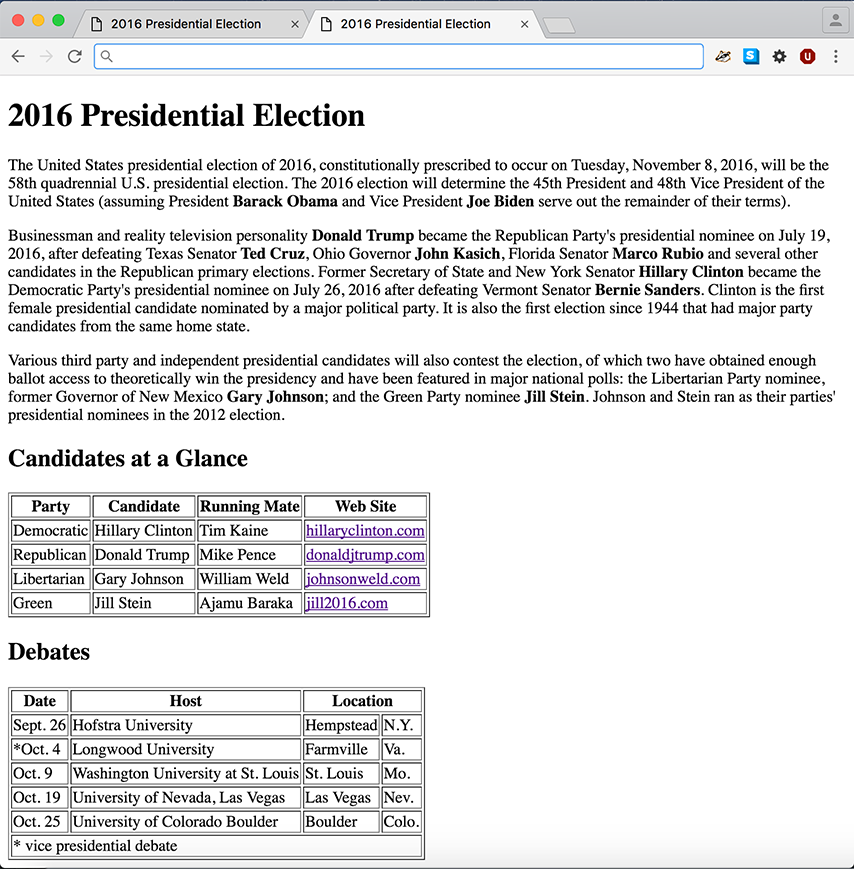 2016 Presidential Election
2016 Presidential Election
2016 Presidential Election
The United States presidential election of 2016, constitutionally prescribed to occur on Tuesday, November 8, 2016, will be the
58th quadrennial U.S. presidential election. The 2016 election will determine the 45th President and 48th Vice President of the
United States (assuming President Barack Obama and Vice President Joe Biden serve out the remainder of their terms).
Businessman and reality television personality Donald Trump became the Republican Party's presidential nominee on July 19,
2016, after defeating Texas Senator Ted Cruz, Ohio Governor John Kasich, Florida Senator Marco Rubio and several other
candidates in the Republican primary elections. Former Secretary of State and New York Senator Hillary Clinton became the
Democratic Party's presidential nominee on July 26, 2016 after defeating Vermont Senator Bernie Sanders. Clinton is the first
female presidential candidate nominated by a major political party. It is also the first election since 1944 that had major party
candidates from the same home state.
Various third party and independent presidential candidates will also contest the election, of which two have obtained enough
ballot access to theoretically win the presidency and have been featured in major national polls: the Libertarian Party nominee,
former Governor of New Mexico Gary Johnson; and the Green Party nominee Jill Stein. Johnson and Stein ran as their parties'
presidential nominees in the 2012 election.
Candidates at a Glance
Party Candidate Running Mate Web Site
Democratic Hillary Clinton Tim Kaine hillaryclinton.com
Republican Donald Trump Mike Pence donaldjtrump.com
Libertarian Gary Johnson William Weld johnsonweld.com
Green Jill Stein Ajamu Baraka jill2016.com
Debates
Date Host Location
Sept. 26 Hofstra University Hempstead N.Y.
*Oct. 4 Longwood University Farmville Va.
Oct. 9 Washington University at St. Louis St. Louis Mo.
Oct. 19 University of Nevada, Las Vegas Las Vegas Nev.
Oct. 25 University of Colorado Boulder Boulder Colo.
* vice presidential debate